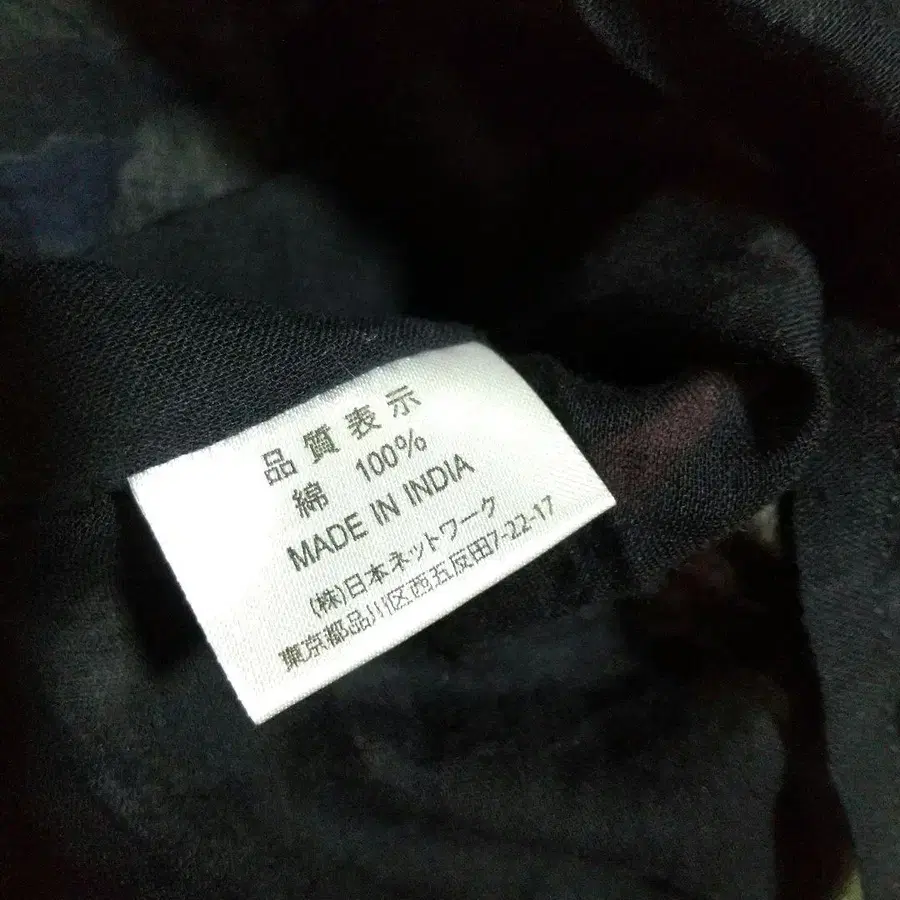 品質表示
綿 100%
MADE IN INDIA
(株)日本ネットワーク
東京都品川区西五反田7-22-17